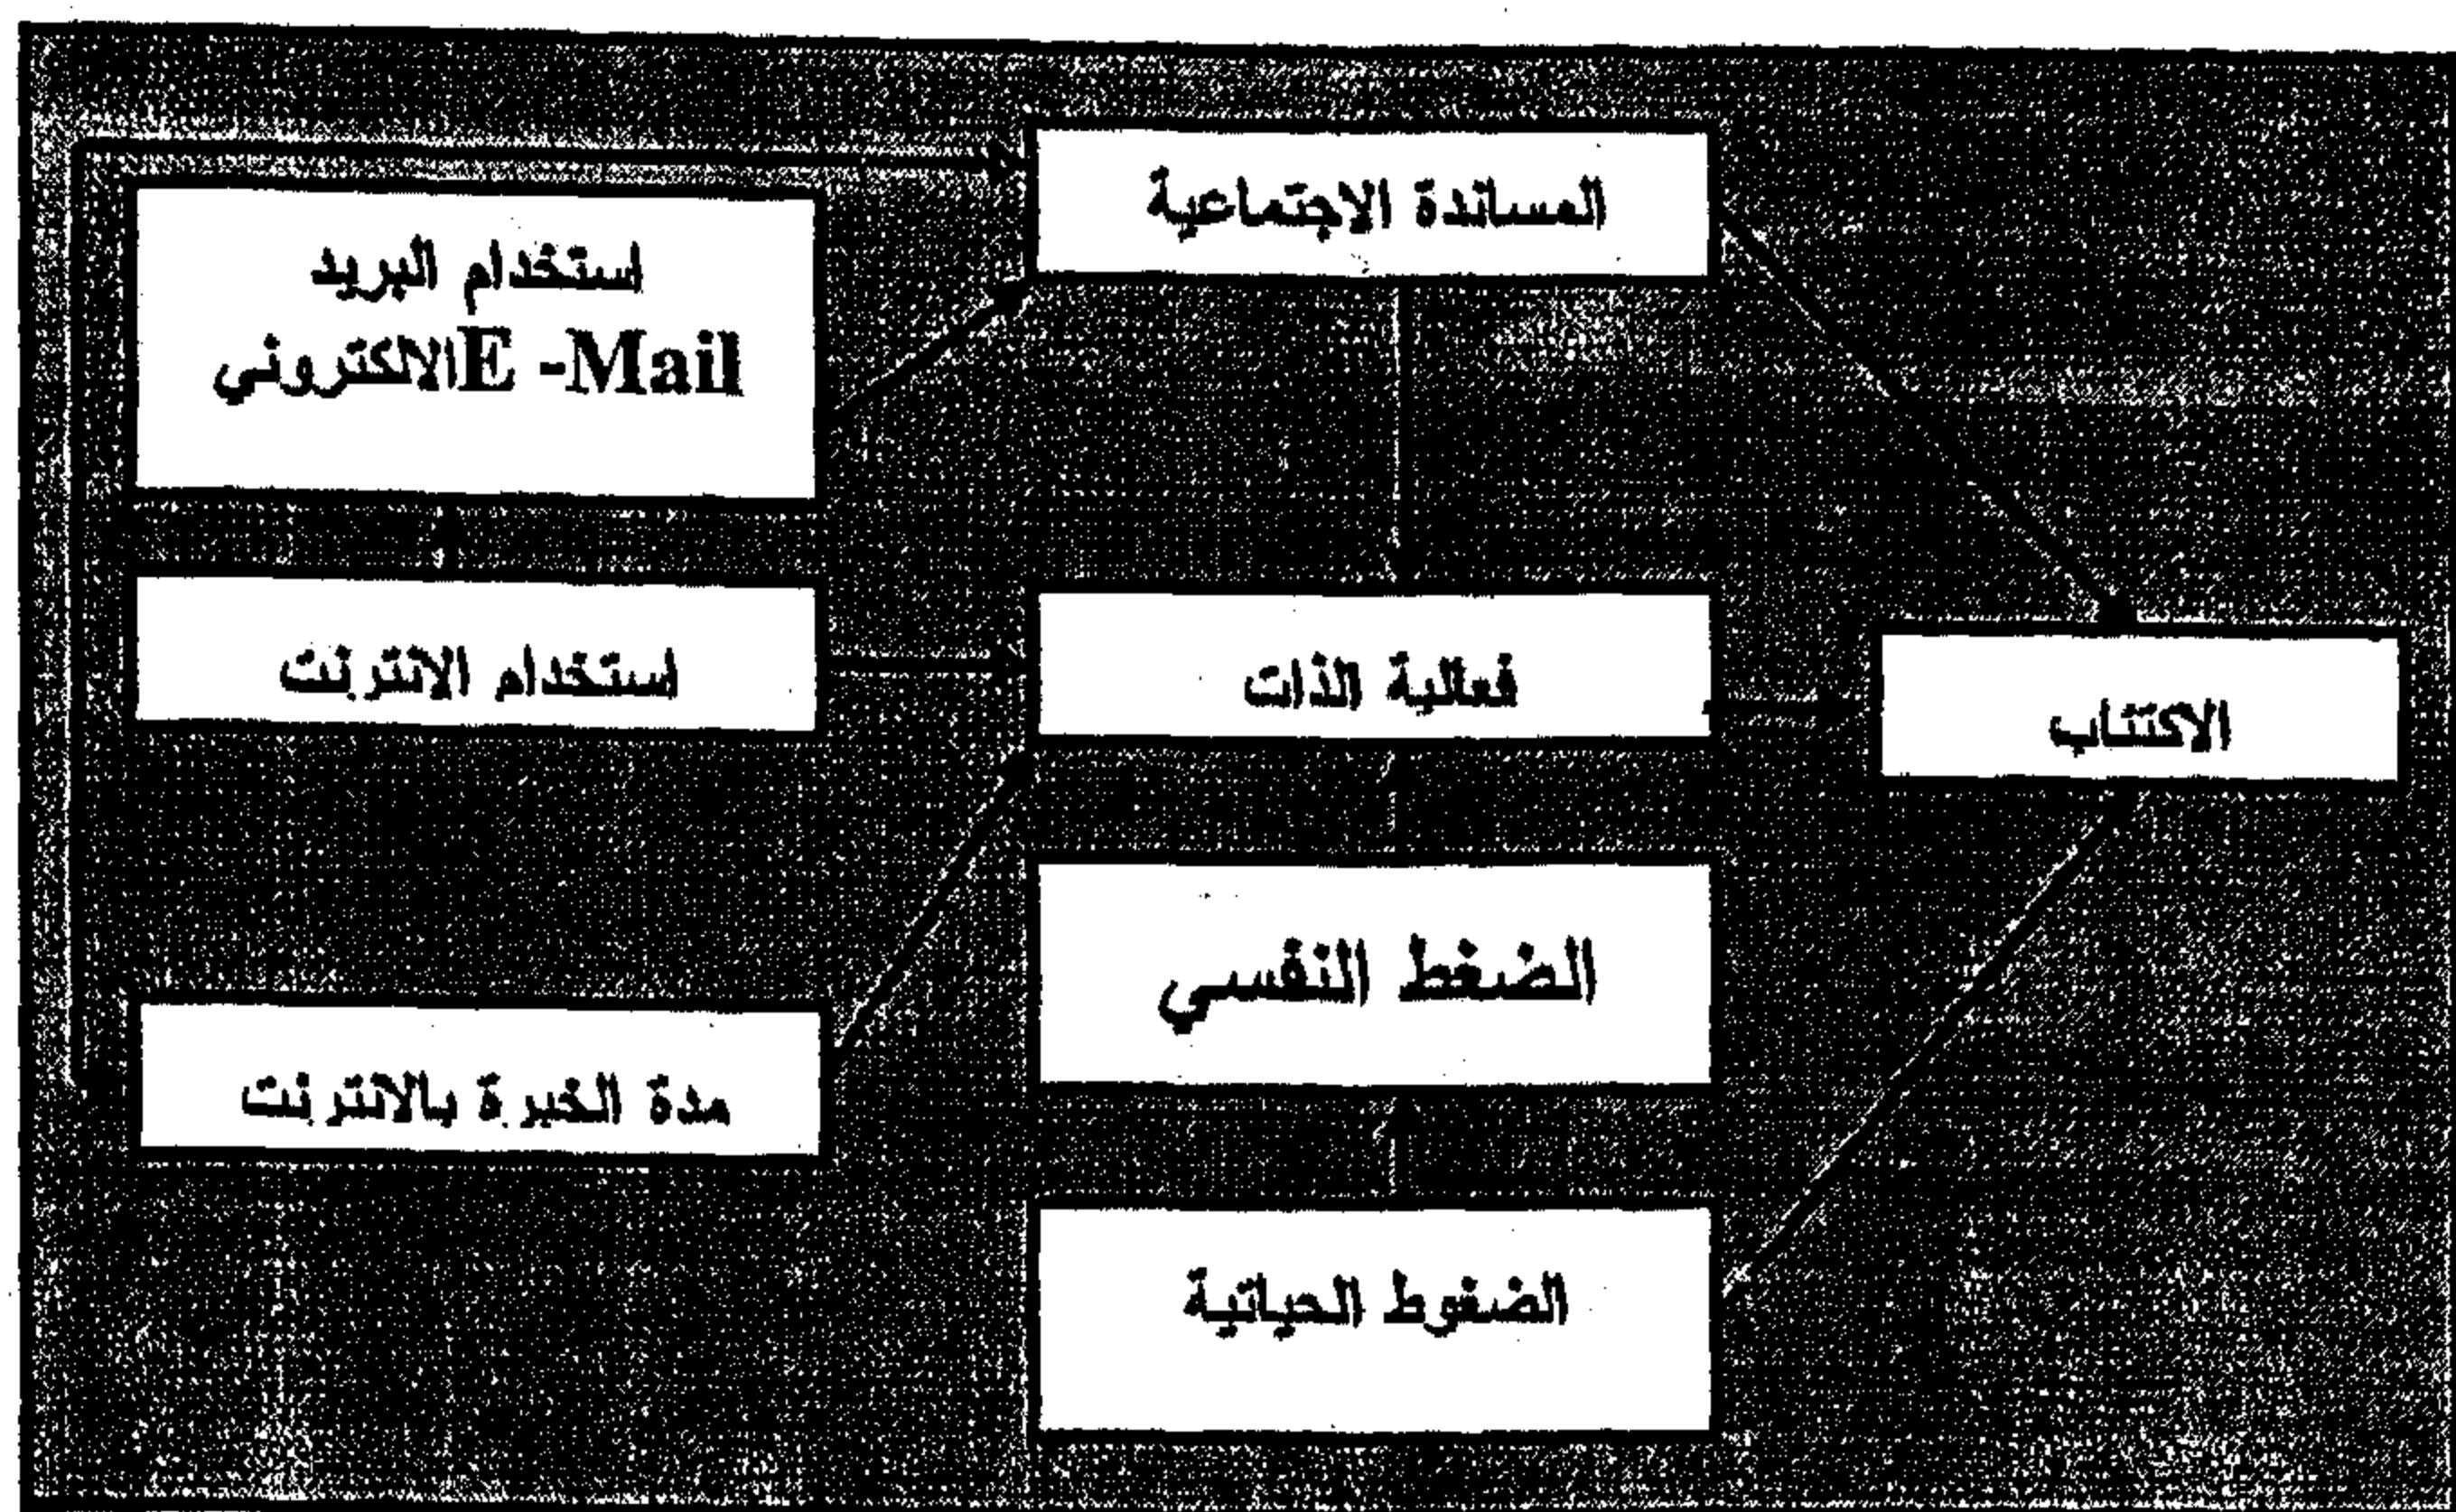 المساندة الاجتماعية
استخدام البريد
الالكتروني E -Mail
استخدام الانترنت
فعالية الذات
الاكتئاب
الضغط النفسي
مدة الخبرة بالانترنت
الضغوط الحياتية